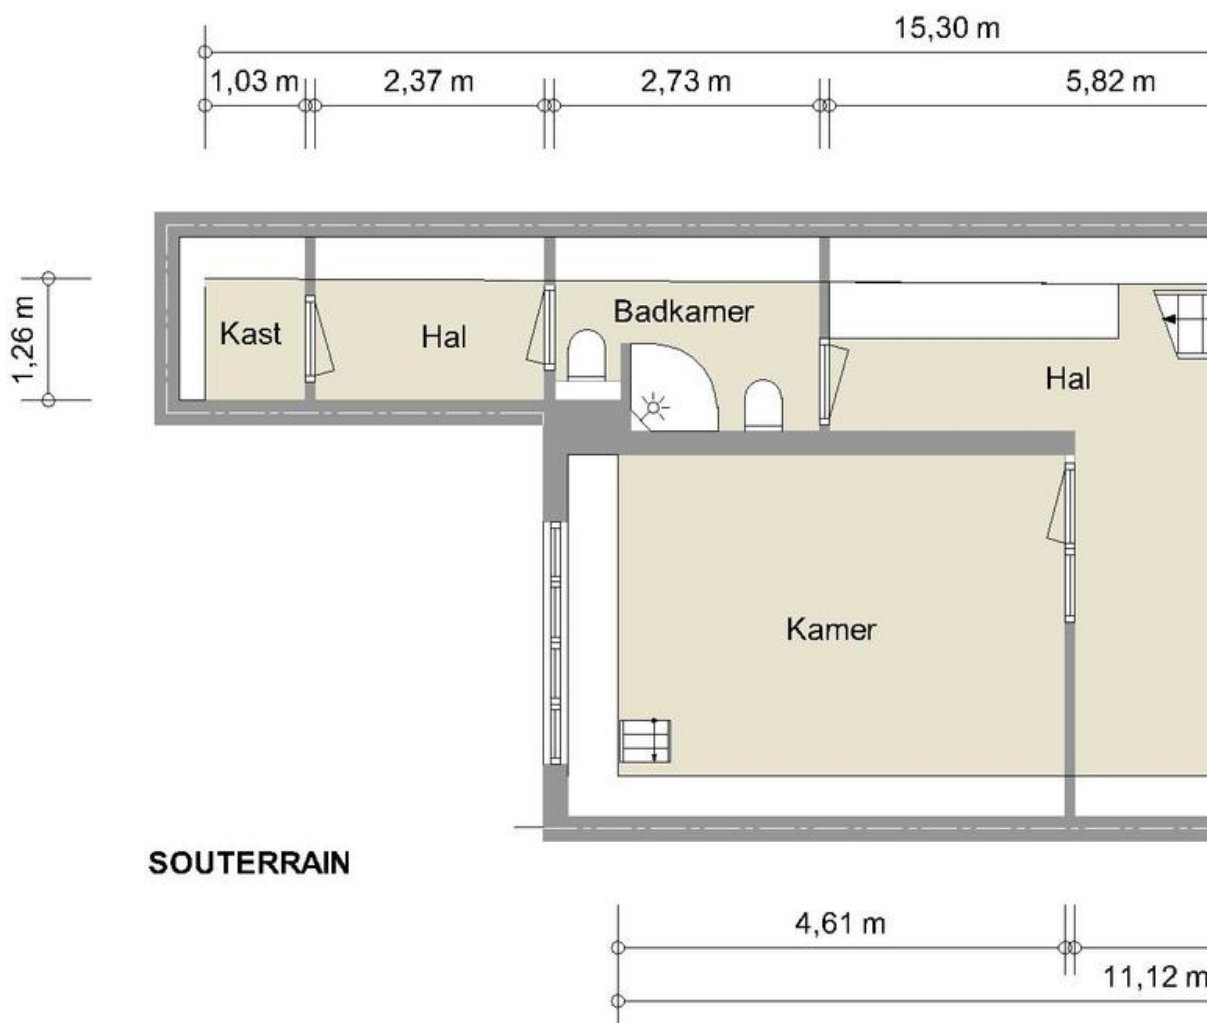 15,30 m
1,03 m 2,37 m 2,73 m 5,82 m
1,26 m
Kast
Hal
Badkamer
Hal
Kamer
SOUTERRAIN
4,61 m
11,12 m